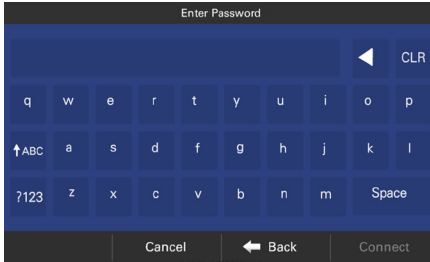 Enter Password
CLR
q w e r t y u i o p
ABC a s d f g h j k l
?123 z x c v b n m Space
Cancel Back Connect